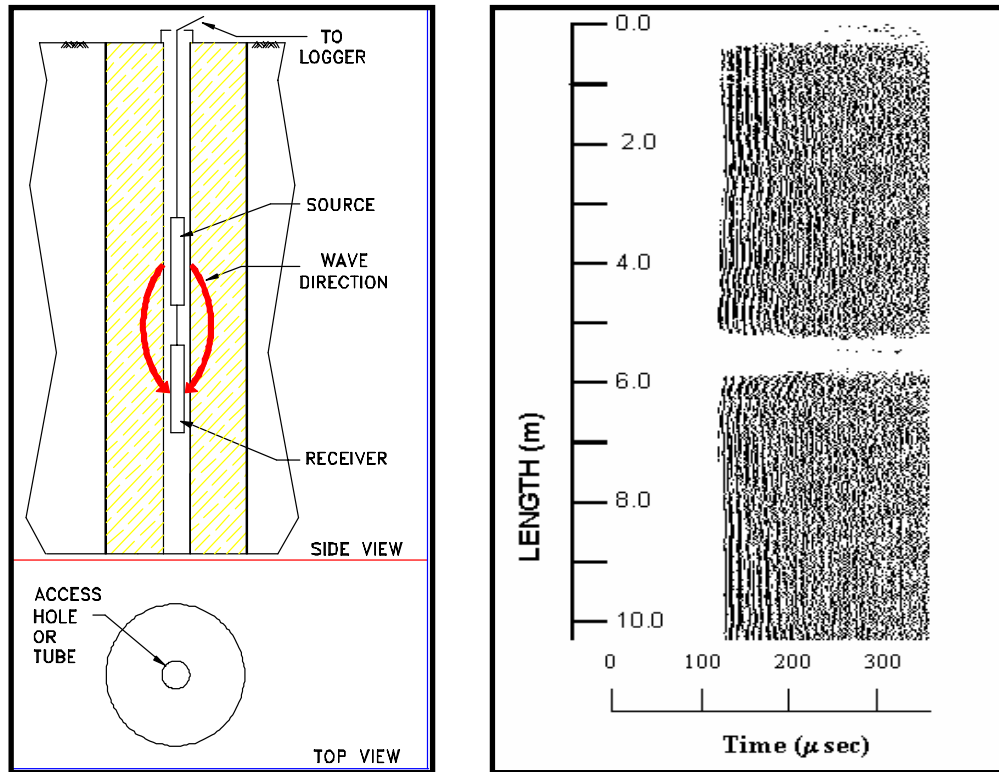 TO
LOGGER
SOURCE
WAVE
DIRECTION
RECEIVER
SIDE VIEW
ACCESS
HOLE
OR
TUBE
TOP VIEW
0.0
2.0
4.0
6.0
8.0
10.0
LENGTH (m)
0 100 200 300
Time (μ sec)